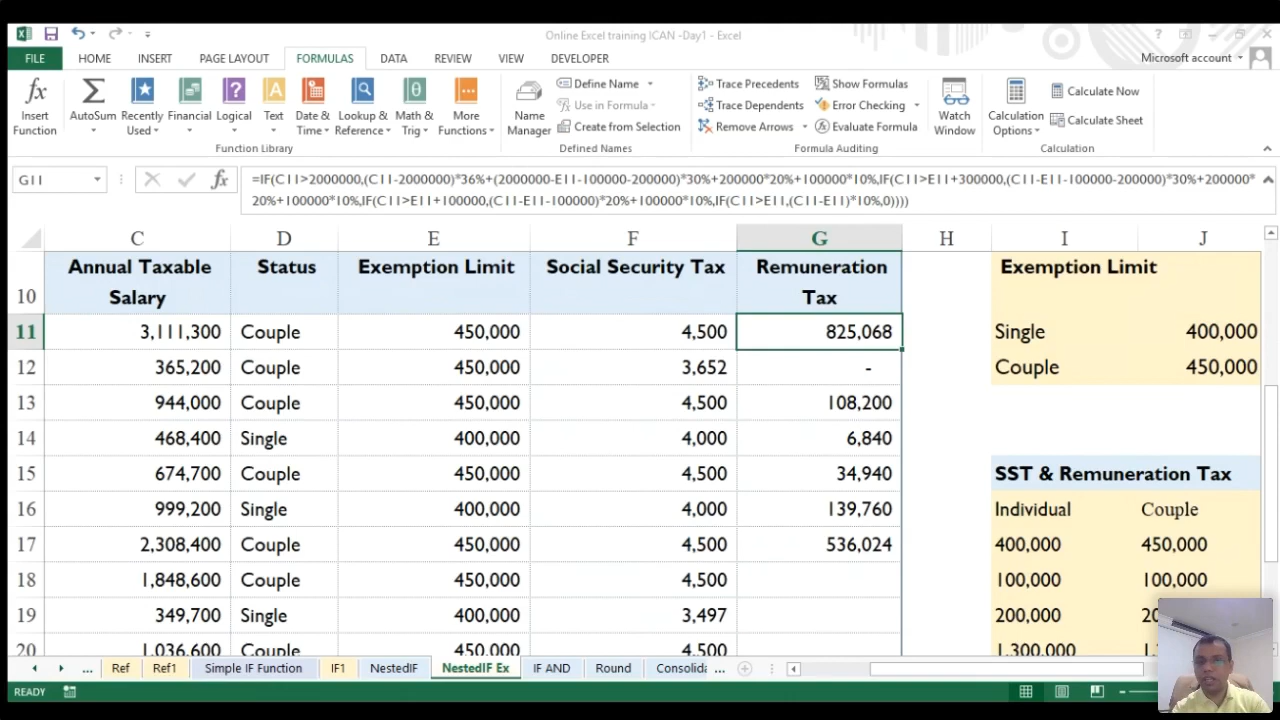 Online Excel training ICAN -Day1 - Excel
FILE HOME INSERT PAGE LAYOUT FORMULAS DATA REVIEW VIEW DEVELOPER Microsoft account
Insert Function
AutoSum
Recently Used
Financial
Logical
Text
Date & Time
Lookup & Reference
Math & Trig
More Functions
Function Library
Name Manager
Define Name
Use in Formula
Create from Selection
Defined Names
Trace Precedents
Trace Dependents
Remove Arrows
Show Formulas
Error Checking
Evaluate Formula
Formula Auditing
Watch Window
Calculation Options
Calculate Now
Calculate Sheet
Calculation
G11
=IF(C11>2000000,(C11-2000000)*36%+(2000000-E11-100000-200000)*30%+200000*20%+100000*10%,IF(C11>E11+300000,(C11-E11-100000-200000)*30%+200000*
20%+100000*10%,IF(C11>E11+100000,(C11-E11-100000)*20%+100000*10%,IF(C11>E11,(C11-E11)*10%,0))))
C D E F G H I J
10 Annual Taxable Salary Status Exemption Limit Social Security Tax Remuneration Tax Exemption Limit
11 3,111,300 Couple 450,000 4,500 825,068 Single 400,000
12 365,200 Couple 450,000 3,652 - Couple 450,000
13 944,000 Couple 450,000 4,500 108,200
14 468,400 Single 400,000 4,000 6,840
15 674,700 Couple 450,000 4,500 34,940 SST & Remuneration Tax
16 999,200 Single 400,000 4,000 139,760 Individual Couple
17 2,308,400 Couple 450,000 4,500 536,024 400,000 450,000
18 1,848,600 Couple 450,000 4,500 100,000 100,000
19 349,700 Single 400,000 3,497 200,000
20 1,036,600 Couple 450,000 4,500 1,300,000
... Ref Ref1 Simple IF Function IF1 NestedIF NestedIF Ex IF AND Round Consolida ...
READY